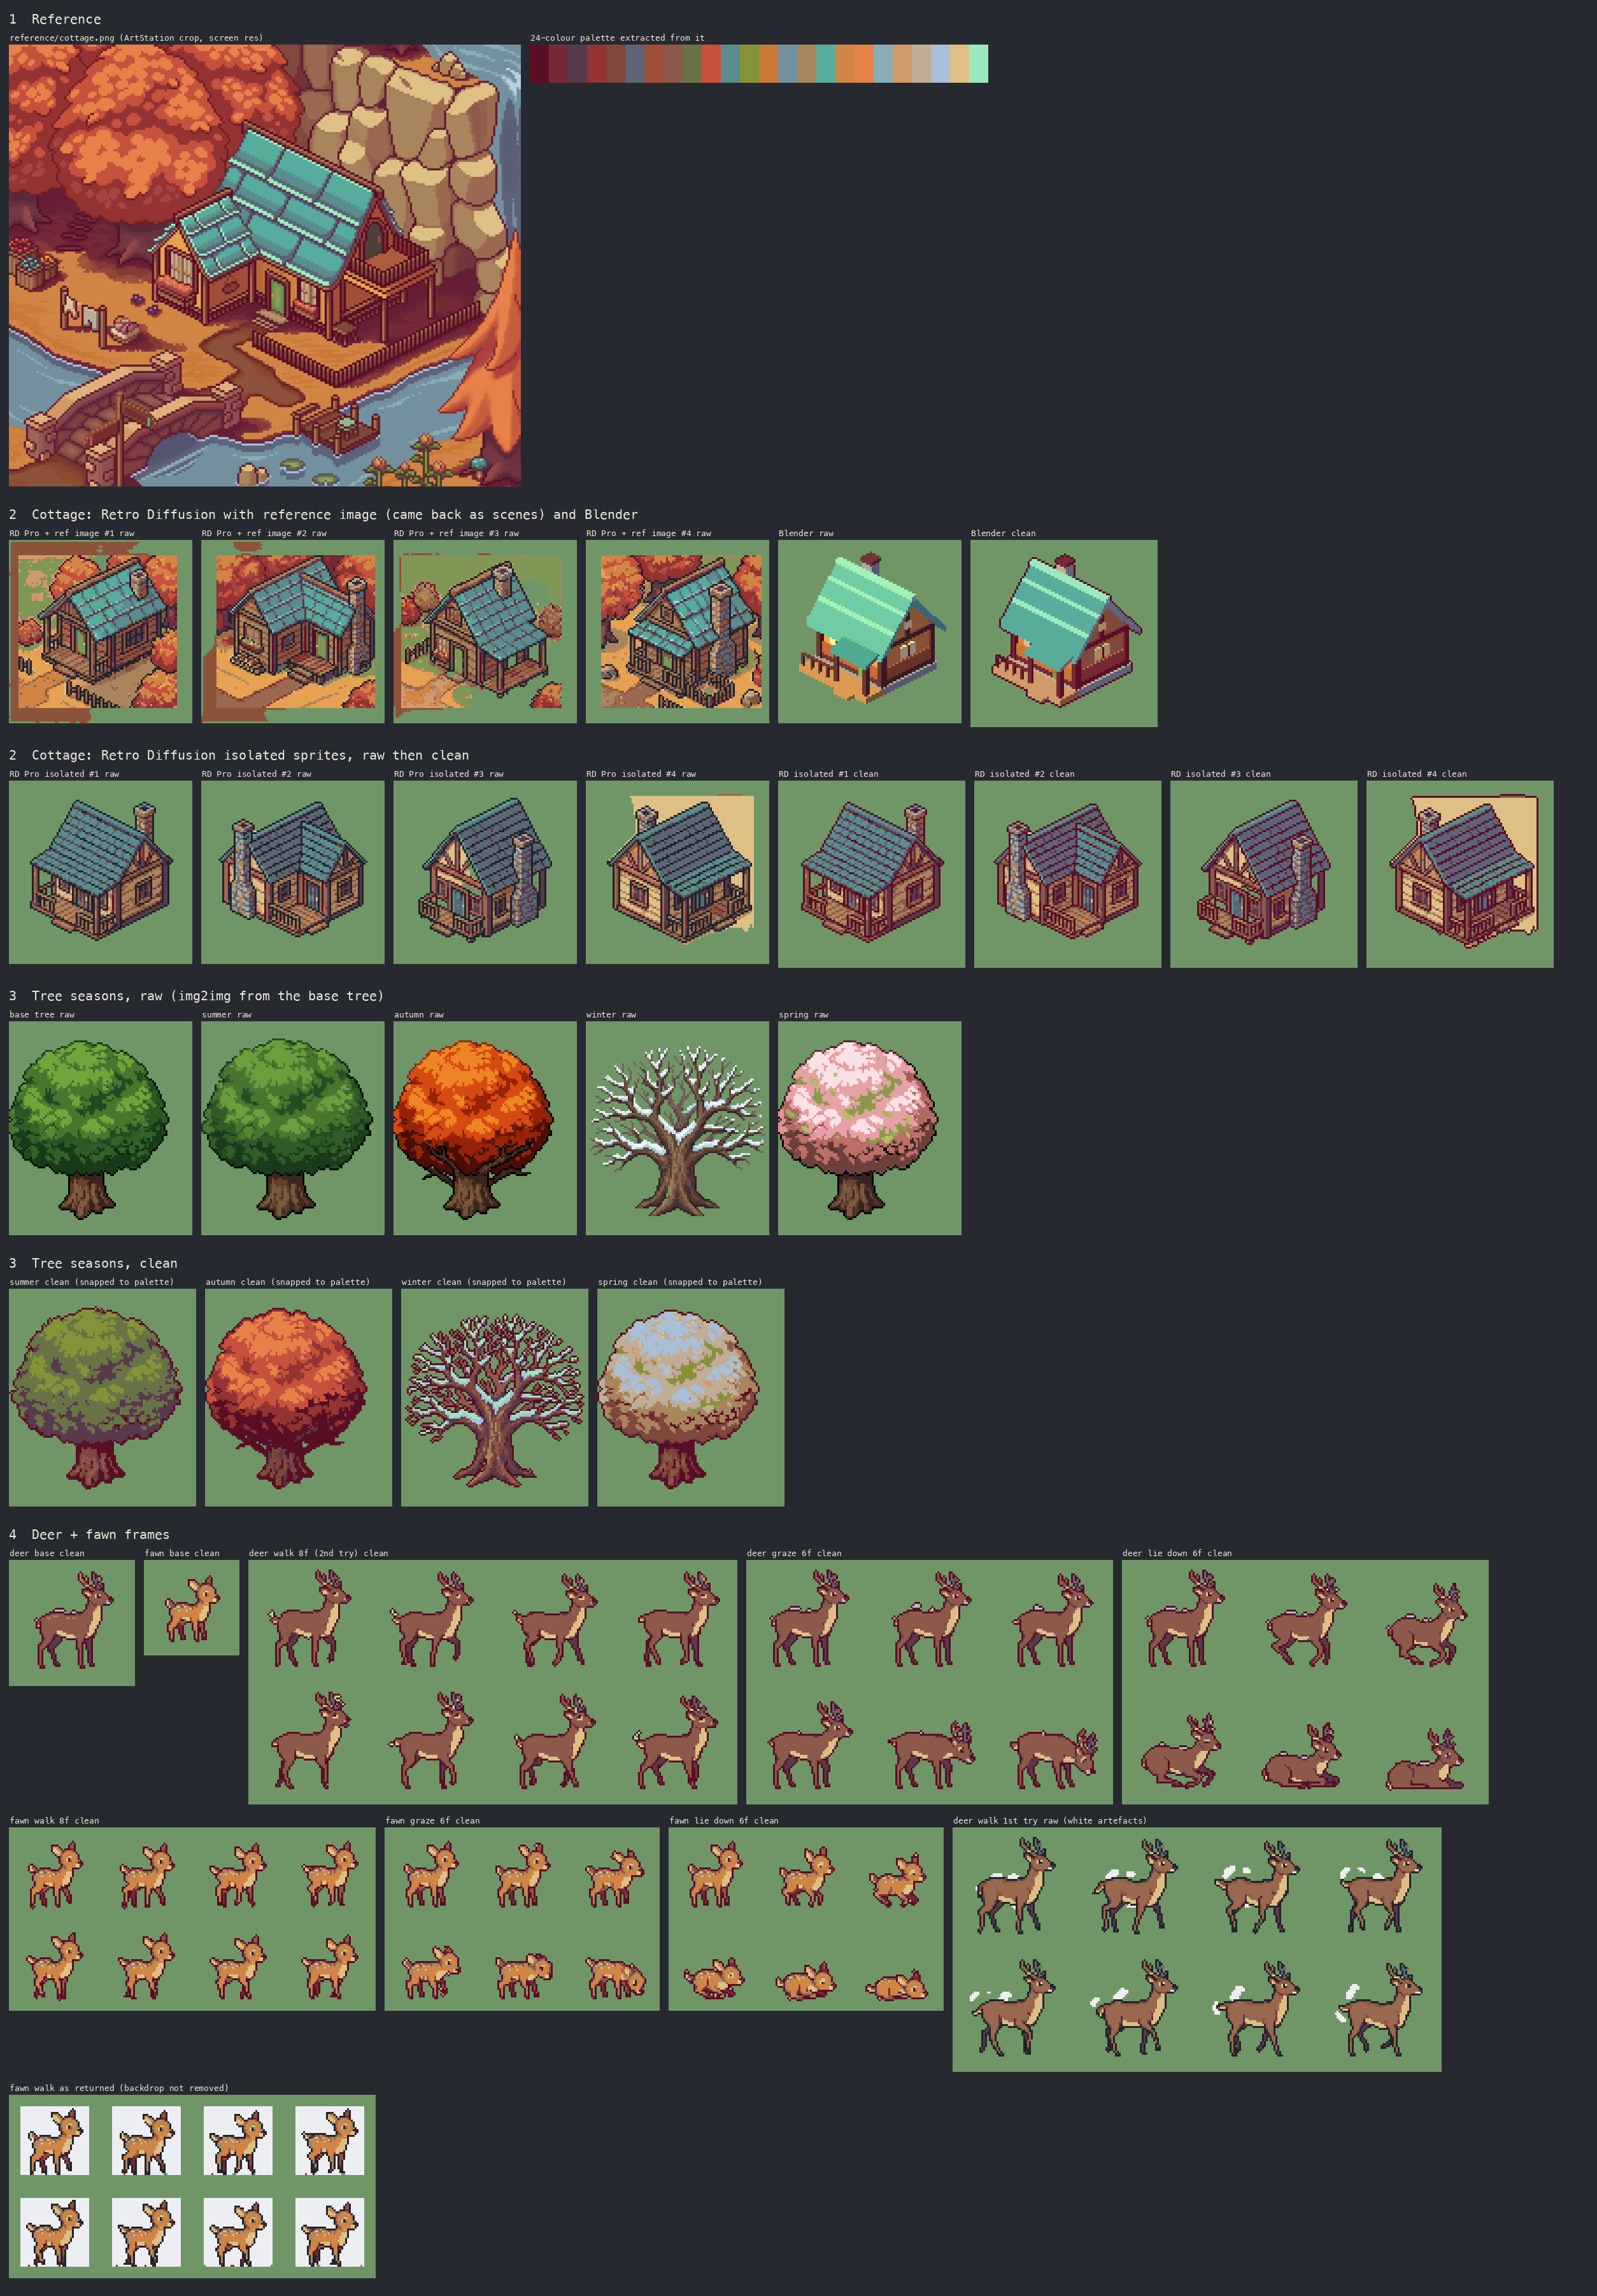 1  Reference
reference/cottage.png (ArtStation crop, screen res)
24-colour palette extracted from it
2  Cottage: Retro Diffusion with reference image (came back as scenes) and Blender
RD Pro + ref image #1 raw
RD Pro + ref image #2 raw
RD Pro + ref image #3 raw
RD Pro + ref image #4 raw
Blender raw
Blender clean
2  Cottage: Retro Diffusion isolated sprites, raw then clean
RD Pro isolated #1 raw
RD Pro isolated #2 raw
RD Pro isolated #3 raw
RD Pro isolated #4 raw
RD isolated #1 clean
RD isolated #2 clean
RD isolated #3 clean
RD isolated #4 clean
3  Tree seasons, raw (img2img from the base tree)
base tree raw
summer raw
autumn raw
winter raw
spring raw
3  Tree seasons, clean
summer clean (snapped to palette)
autumn clean (snapped to palette)
winter clean (snapped to palette)
spring clean (snapped to palette)
4  Deer + fawn frames
deer base clean
fawn base clean
deer walk 8f (2nd try) clean
deer graze 6f clean
deer lie down 6f clean
fawn walk 8f clean
fawn graze 6f clean
fawn lie down 6f clean
deer walk 1st try raw (white artefacts)
fawn walk as returned (backdrop not removed)